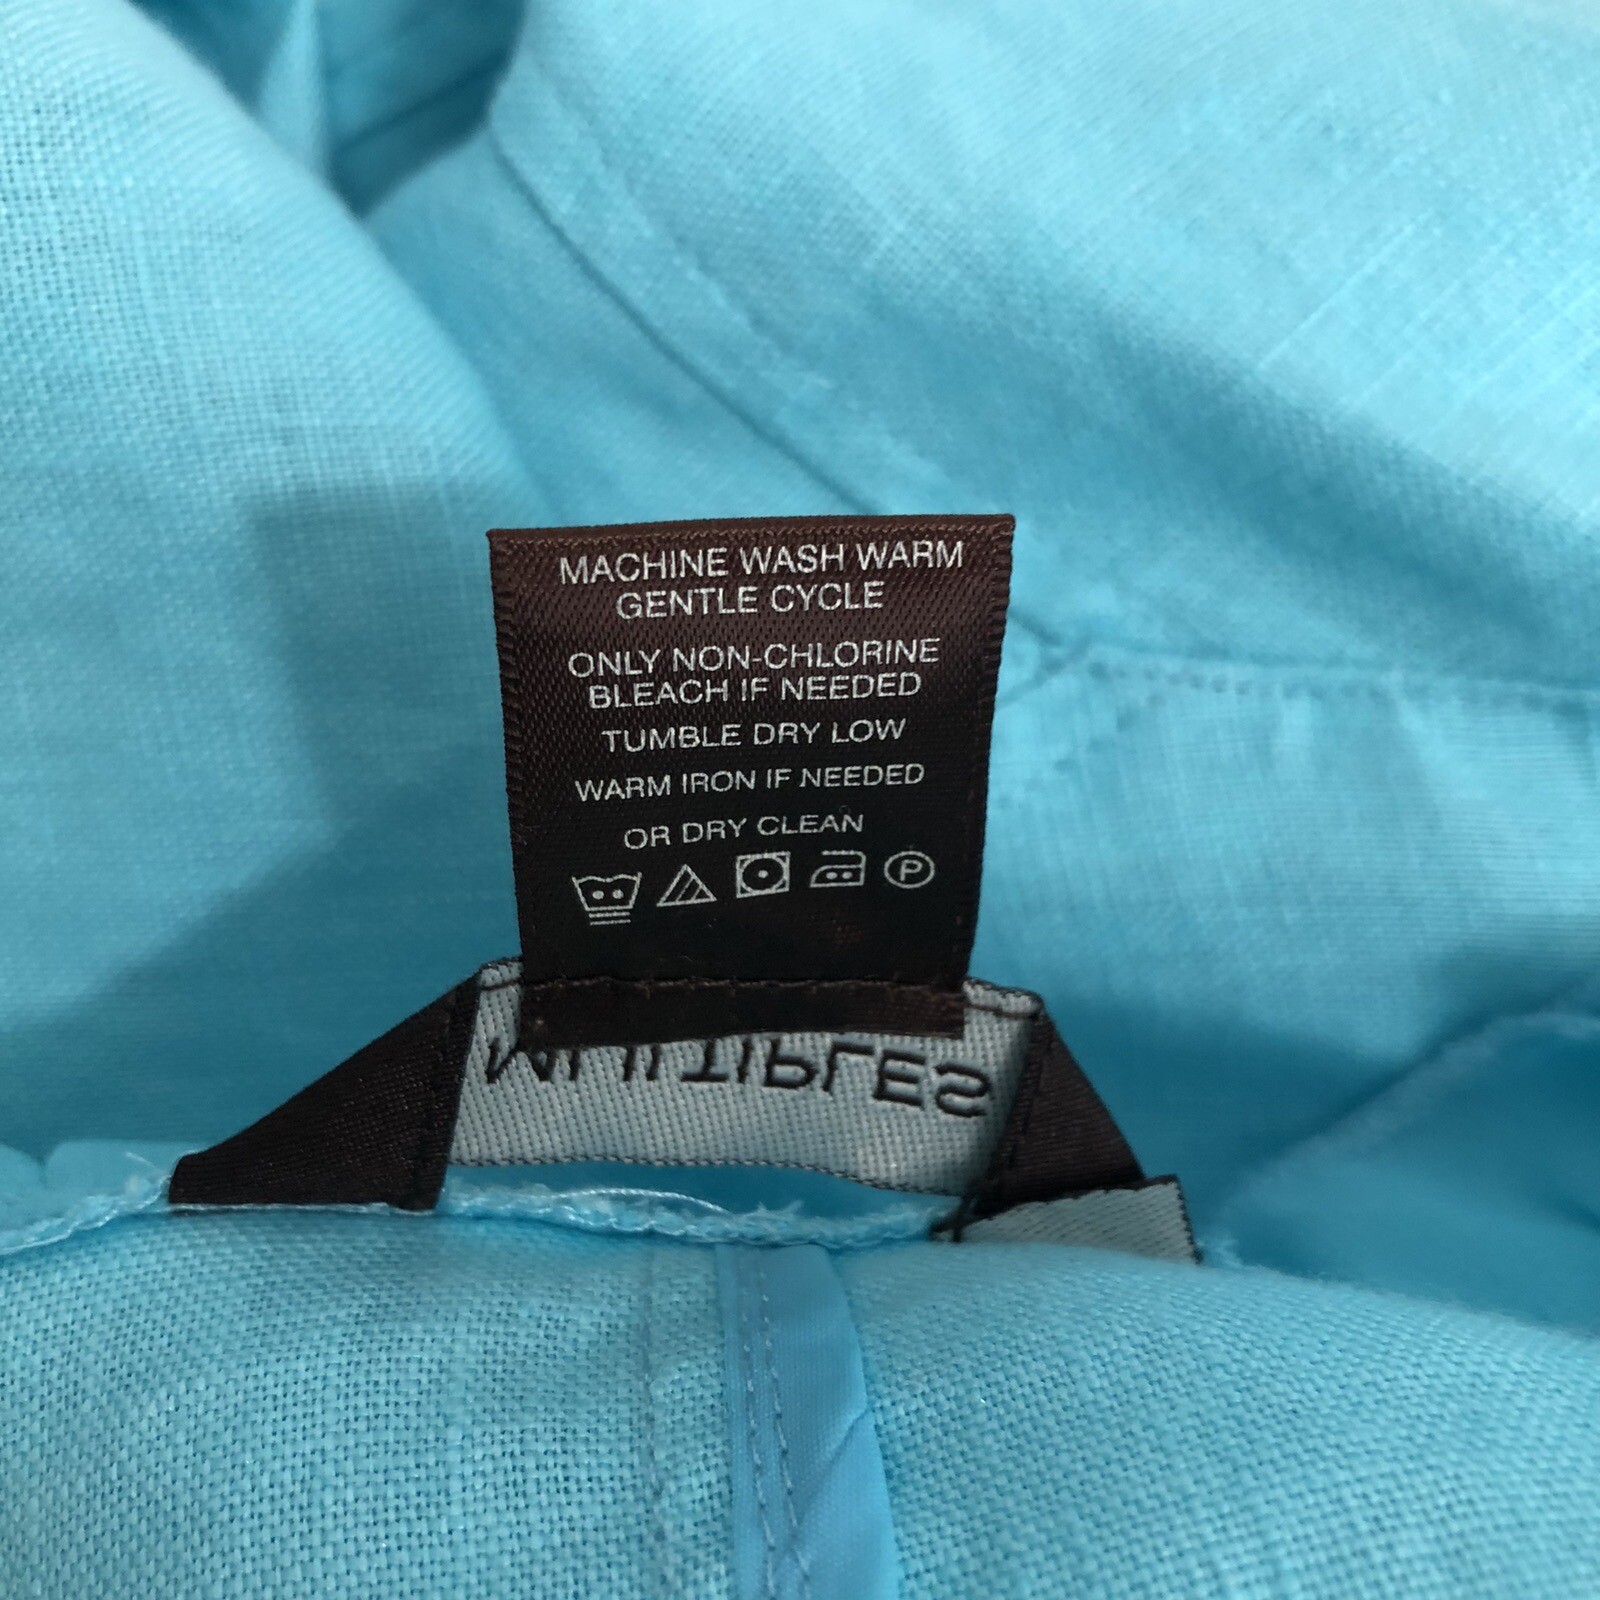 MACHINE WASH WARM
GENTLE CYCLE
ONLY NON-CHLORINE
BLEACH IF NEEDED
TUMBLE DRY LOW
WARM IRON IF NEEDED
OR DRY CLEAN
P
MULTIPLES